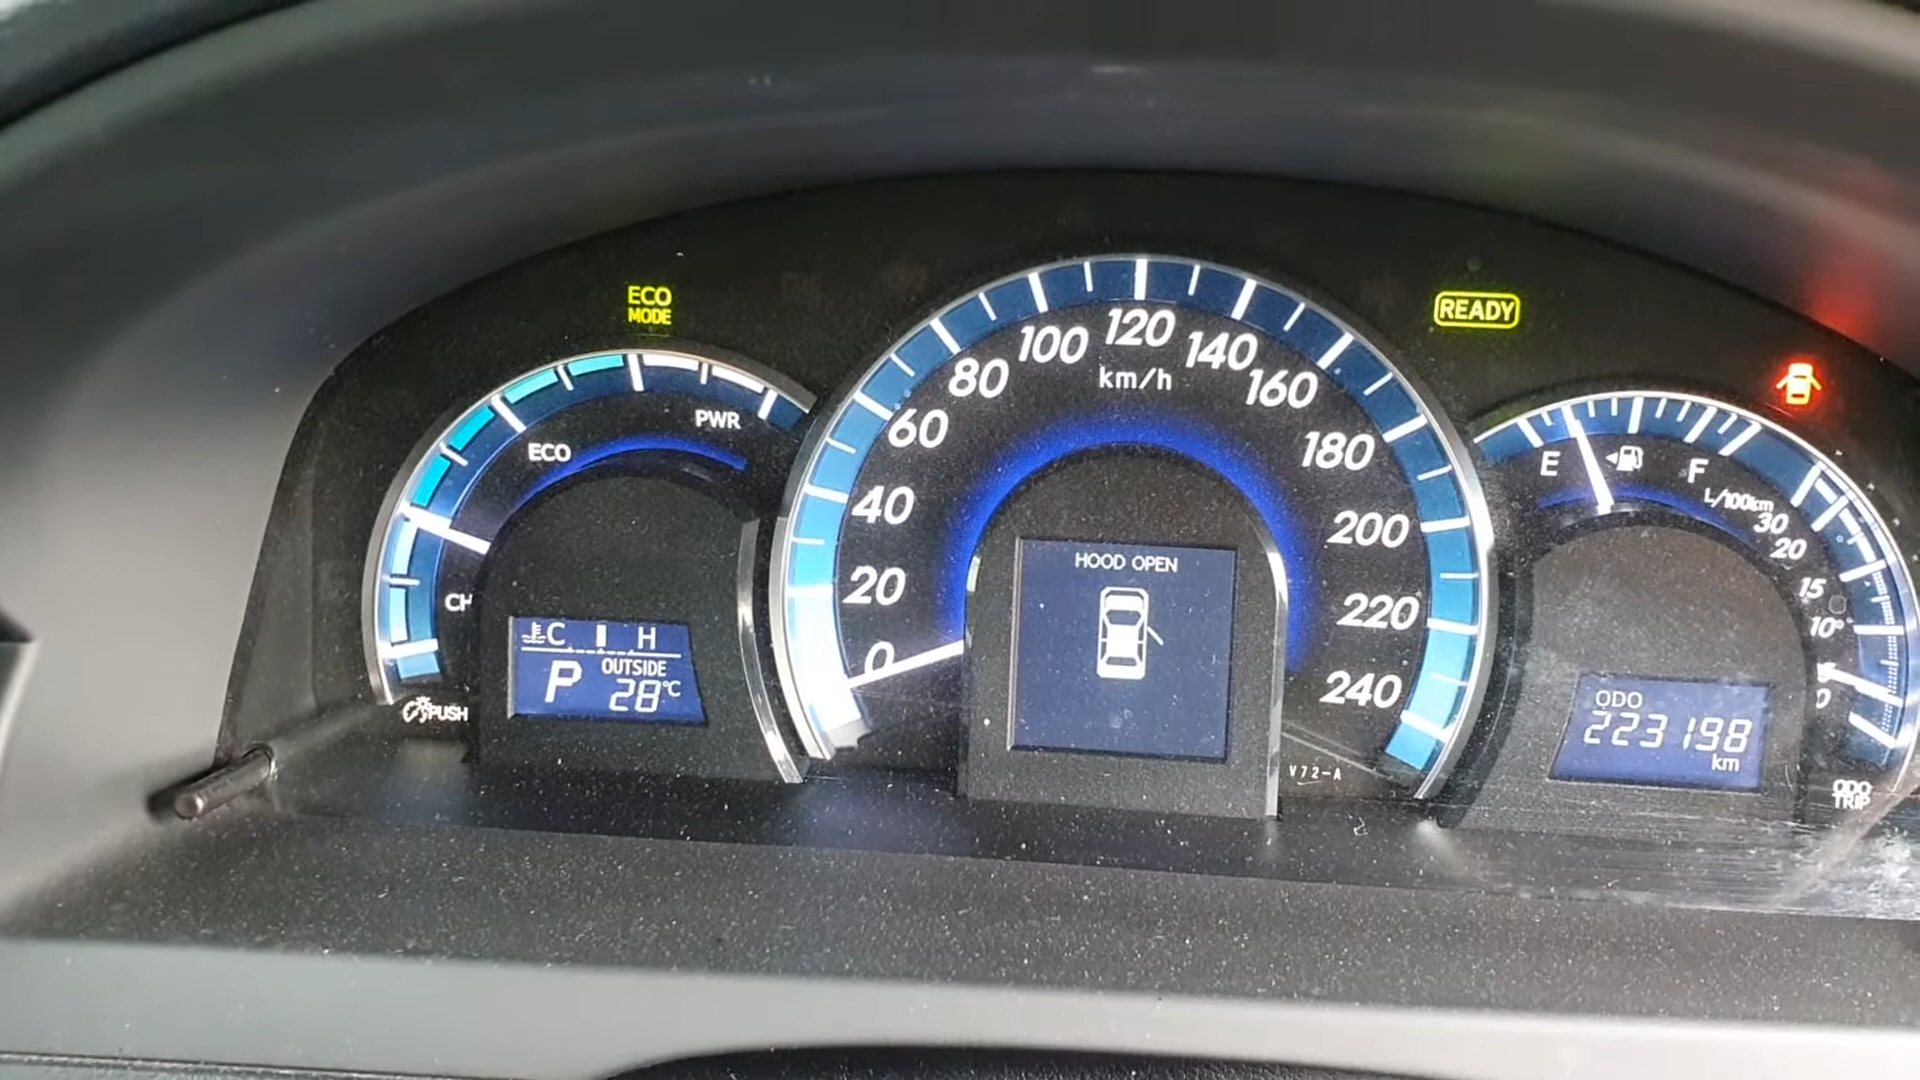 ECO
MODE
READY
PWR
ECO
PUSH
C H
P OUTSIDE
28°C
0
20
40
60
80
100
120
140
160
180
200
220
240
km/h
HOOD OPEN
V72-A
E
F
L/100km
30
20
15
10
ODO
223198
km
ODO
TRIP